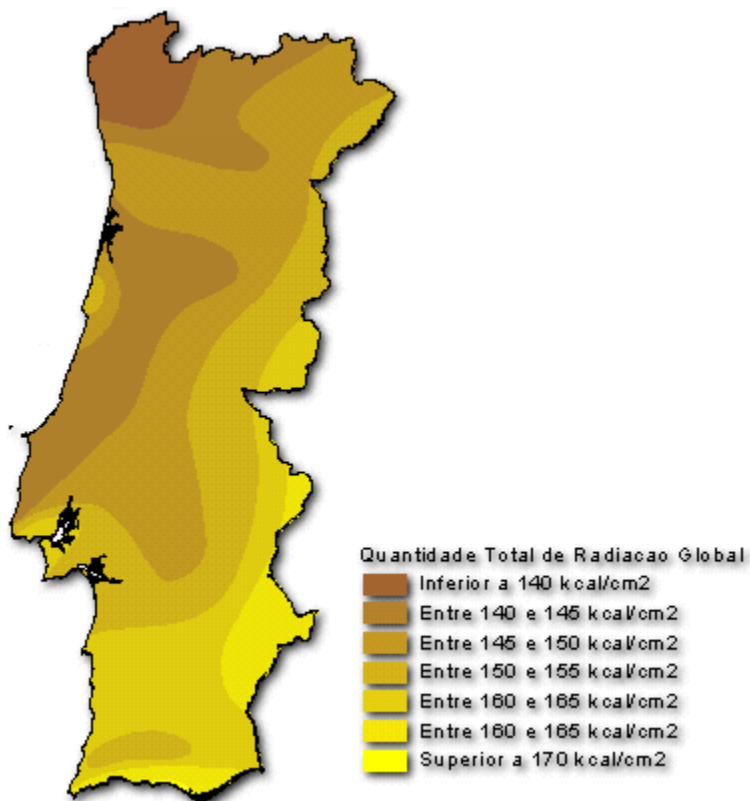 Quantidade Total de Radiacao Global
Inferior a 140 kcal/cm2
Entre 140 e 145 kcal/cm2
Entre 145 e 150 kcal/cm2
Entre 150 e 155 kcal/cm2
Entre 160 e 165 kcal/cm2
Entre 160 e 165 kcal/cm2
Superior a 170 kcal/cm2